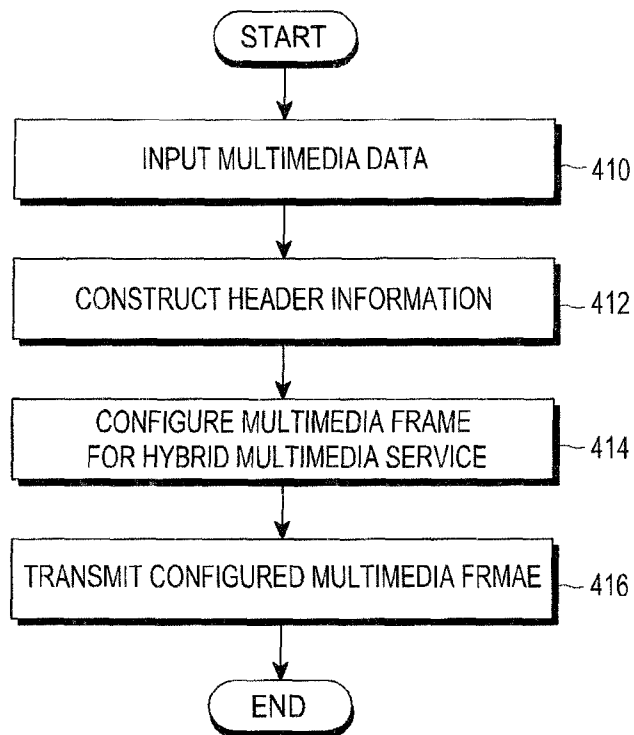 START
INPUT MULTIMEDIA DATA
410
CONSTRUCT HEADER INFORMATION
412
CONFIGURE MULTIMEDIA FRAME
FOR HYBRID MULTIMEDIA SERVICE
414
TRANSMIT CONFIGURED MULTIMEDIA FRMAE
416
END